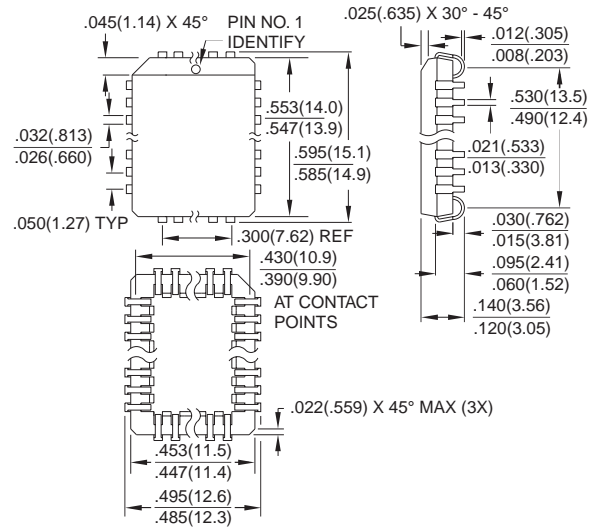 .045(1.14) X 45°
PIN NO. 1
IDENTIFY
.025(.635) X 30° - 45°
.012(.305)
.008(.203)
.553(14.0)
.547(13.9)
.530(13.5)
.490(12.4)
.032(.813)
.026(.660)
.021(.533)
.013(.330)
.595(15.1)
.585(14.9)
.050(1.27) TYP
.300(7.62) REF
.030(.762)
.015(3.81)
.430(10.9)
.390(9.90)
AT CONTACT
POINTS
.095(2.41)
.060(1.52)
.140(3.56)
.120(3.05)
.022(.559) X 45° MAX (3X)
.453(11.5)
.447(11.4)
.495(12.6)
.485(12.3)